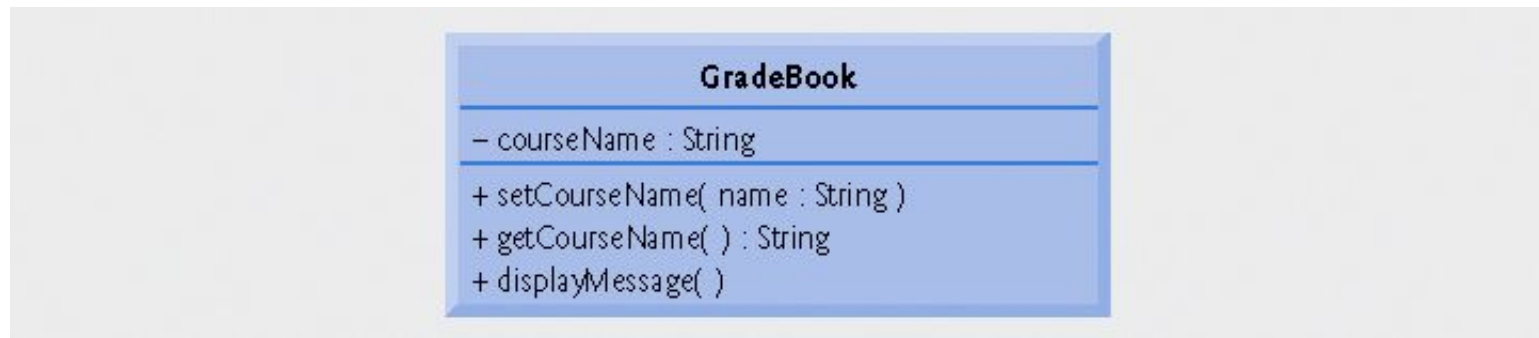 GradeBook
– courseName : String
+ setCourseName( name : String )
+ getCourseName( ) : String
+ displayMessage( )